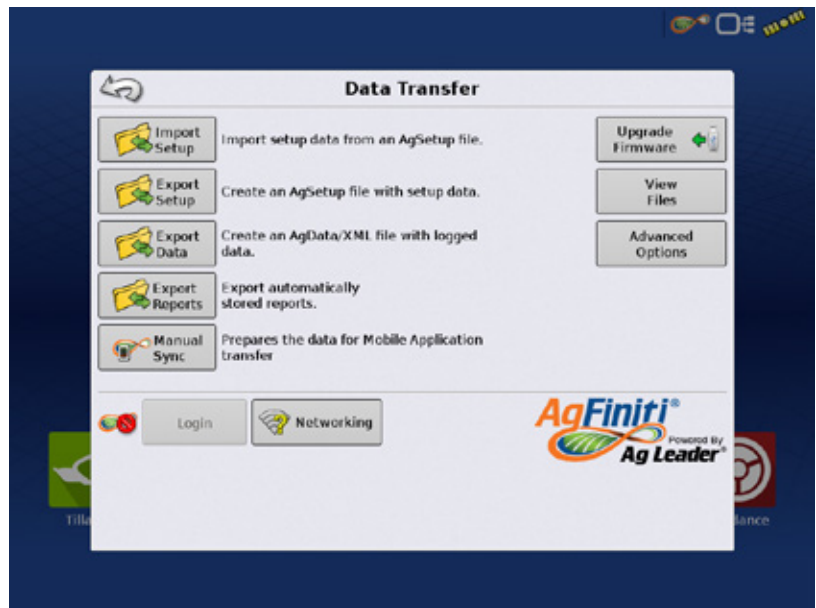 Data Transfer
Import
Setup
Import setup data from an AgSetup file.
Upgrade
Firmware
Export
Setup
Create an AgSetup file with setup data.
View
Files
Export
Data
Create an AgData/XML file with logged
data.
Advanced
Options
Export
Reports
Export automatically
stored reports.
Manual
Sync
Prepares the data for Mobile Application
transfer
Login
Networking
AgFiniti®
Powered By
Ag Leader®
Tilla
dance